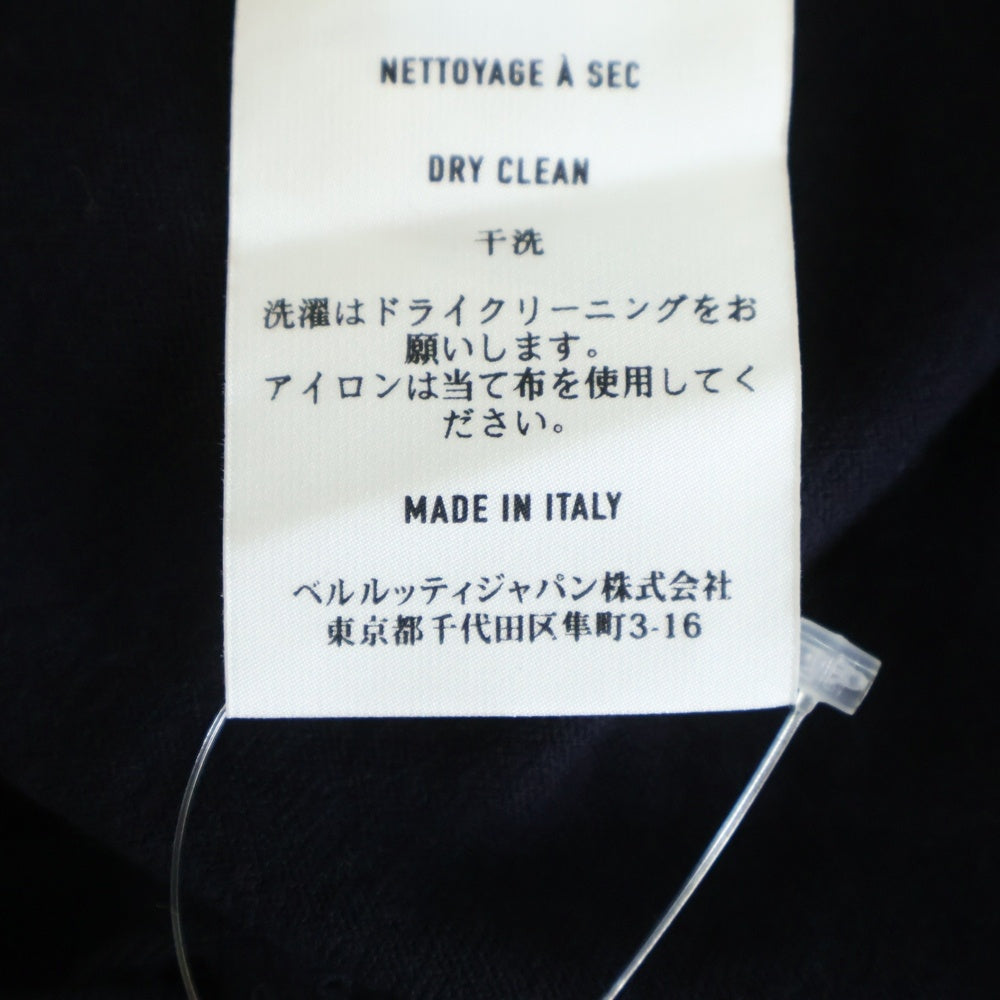 NETTOYAGE À SEC
DRY CLEAN
干洗
洗濯はドライクリーニングをお
願いします。
アイロンは当て布を使用してく
ださい。
MADE IN ITALY
ベルルッティジャパン株式会社
東京都千代田区隼町3-16